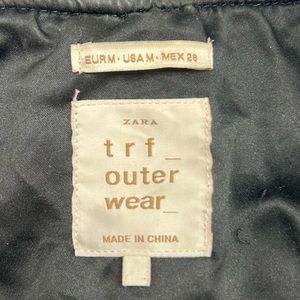 EUR M · USA M · MEX 28
ZARA
trf_
outer
wear_
MADE IN CHINA